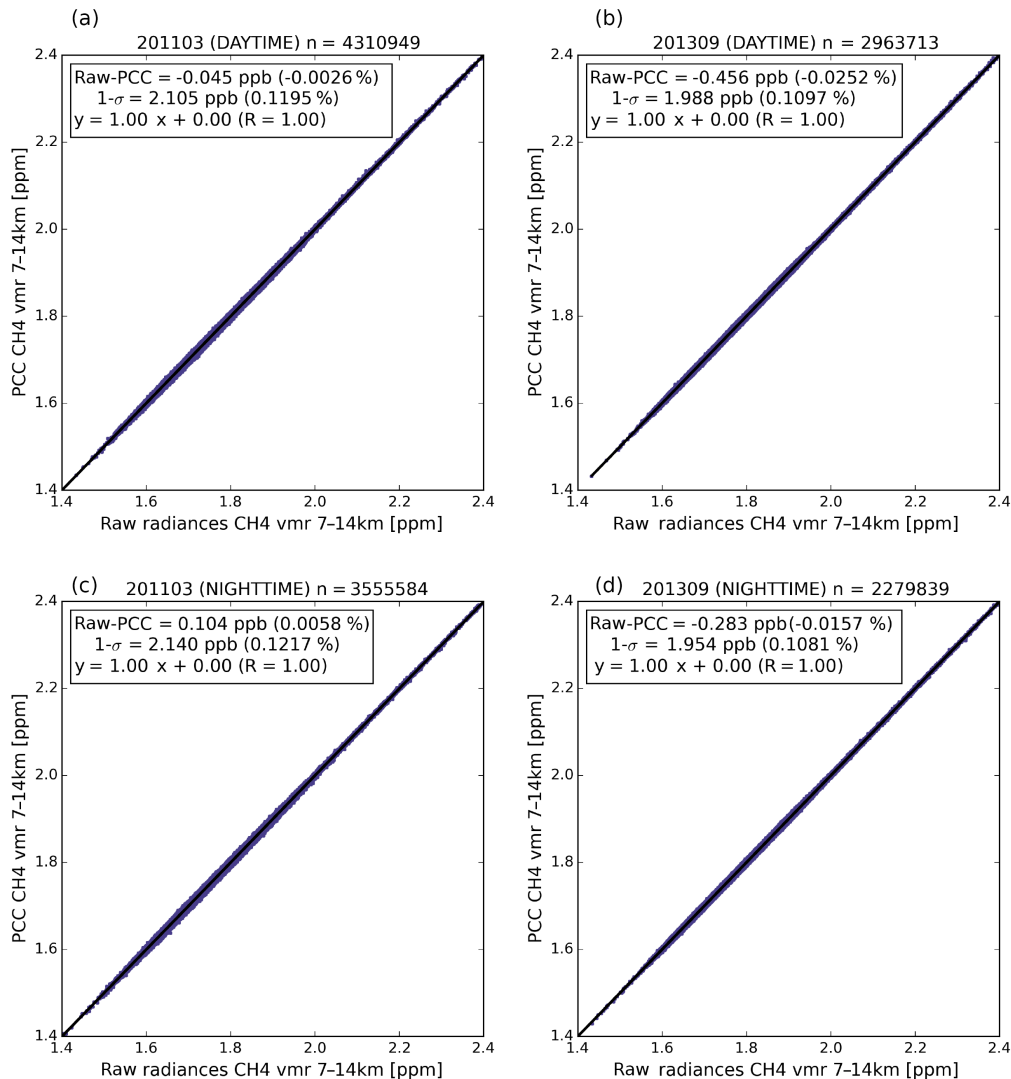 (a)
201103 (DAYTIME) n = 4310949
Raw-PCC = -0.045 ppb (-0.0026 %)
1-σ = 2.105 ppb (0.1195 %)
y = 1.00 x + 0.00 (R = 1.00)
2.4
2.2
2.0
1.8
1.6
1.4
PCC CH4 vmr 7–14km [ppm]
1.4 1.6 1.8 2.0 2.2 2.4
Raw radiances CH4 vmr 7–14km [ppm]
(b)
201309 (DAYTIME) n = 2963713
Raw-PCC = -0.456 ppb (-0.0252 %)
1-σ = 1.988 ppb (0.1097 %)
y = 1.00 x + 0.00 (R = 1.00)
2.4
2.2
2.0
1.8
1.6
1.4
PCC CH4 vmr 7–14km [ppm]
1.4 1.6 1.8 2.0 2.2 2.4
Raw radiances CH4 vmr 7–14km [ppm]
(c)
201103 (NIGHTTIME) n = 3555584
Raw-PCC = 0.104 ppb (0.0058 %)
1-σ = 2.140 ppb (0.1217 %)
y = 1.00 x + 0.00 (R = 1.00)
2.4
2.2
2.0
1.8
1.6
1.4
PCC CH4 vmr 7–14km [ppm]
1.4 1.6 1.8 2.0 2.2 2.4
Raw radiances CH4 vmr 7–14km [ppm]
(d)
201309 (NIGHTTIME) n = 2279839
Raw-PCC = -0.283 ppb(-0.0157 %)
1-σ = 1.954 ppb (0.1081 %)
y = 1.00 x + 0.00 (R = 1.00)
2.4
2.2
2.0
1.8
1.6
1.4
PCC CH4 vmr 7–14km [ppm]
1.4 1.6 1.8 2.0 2.2 2.4
Raw radiances CH4 vmr 7–14km [ppm]